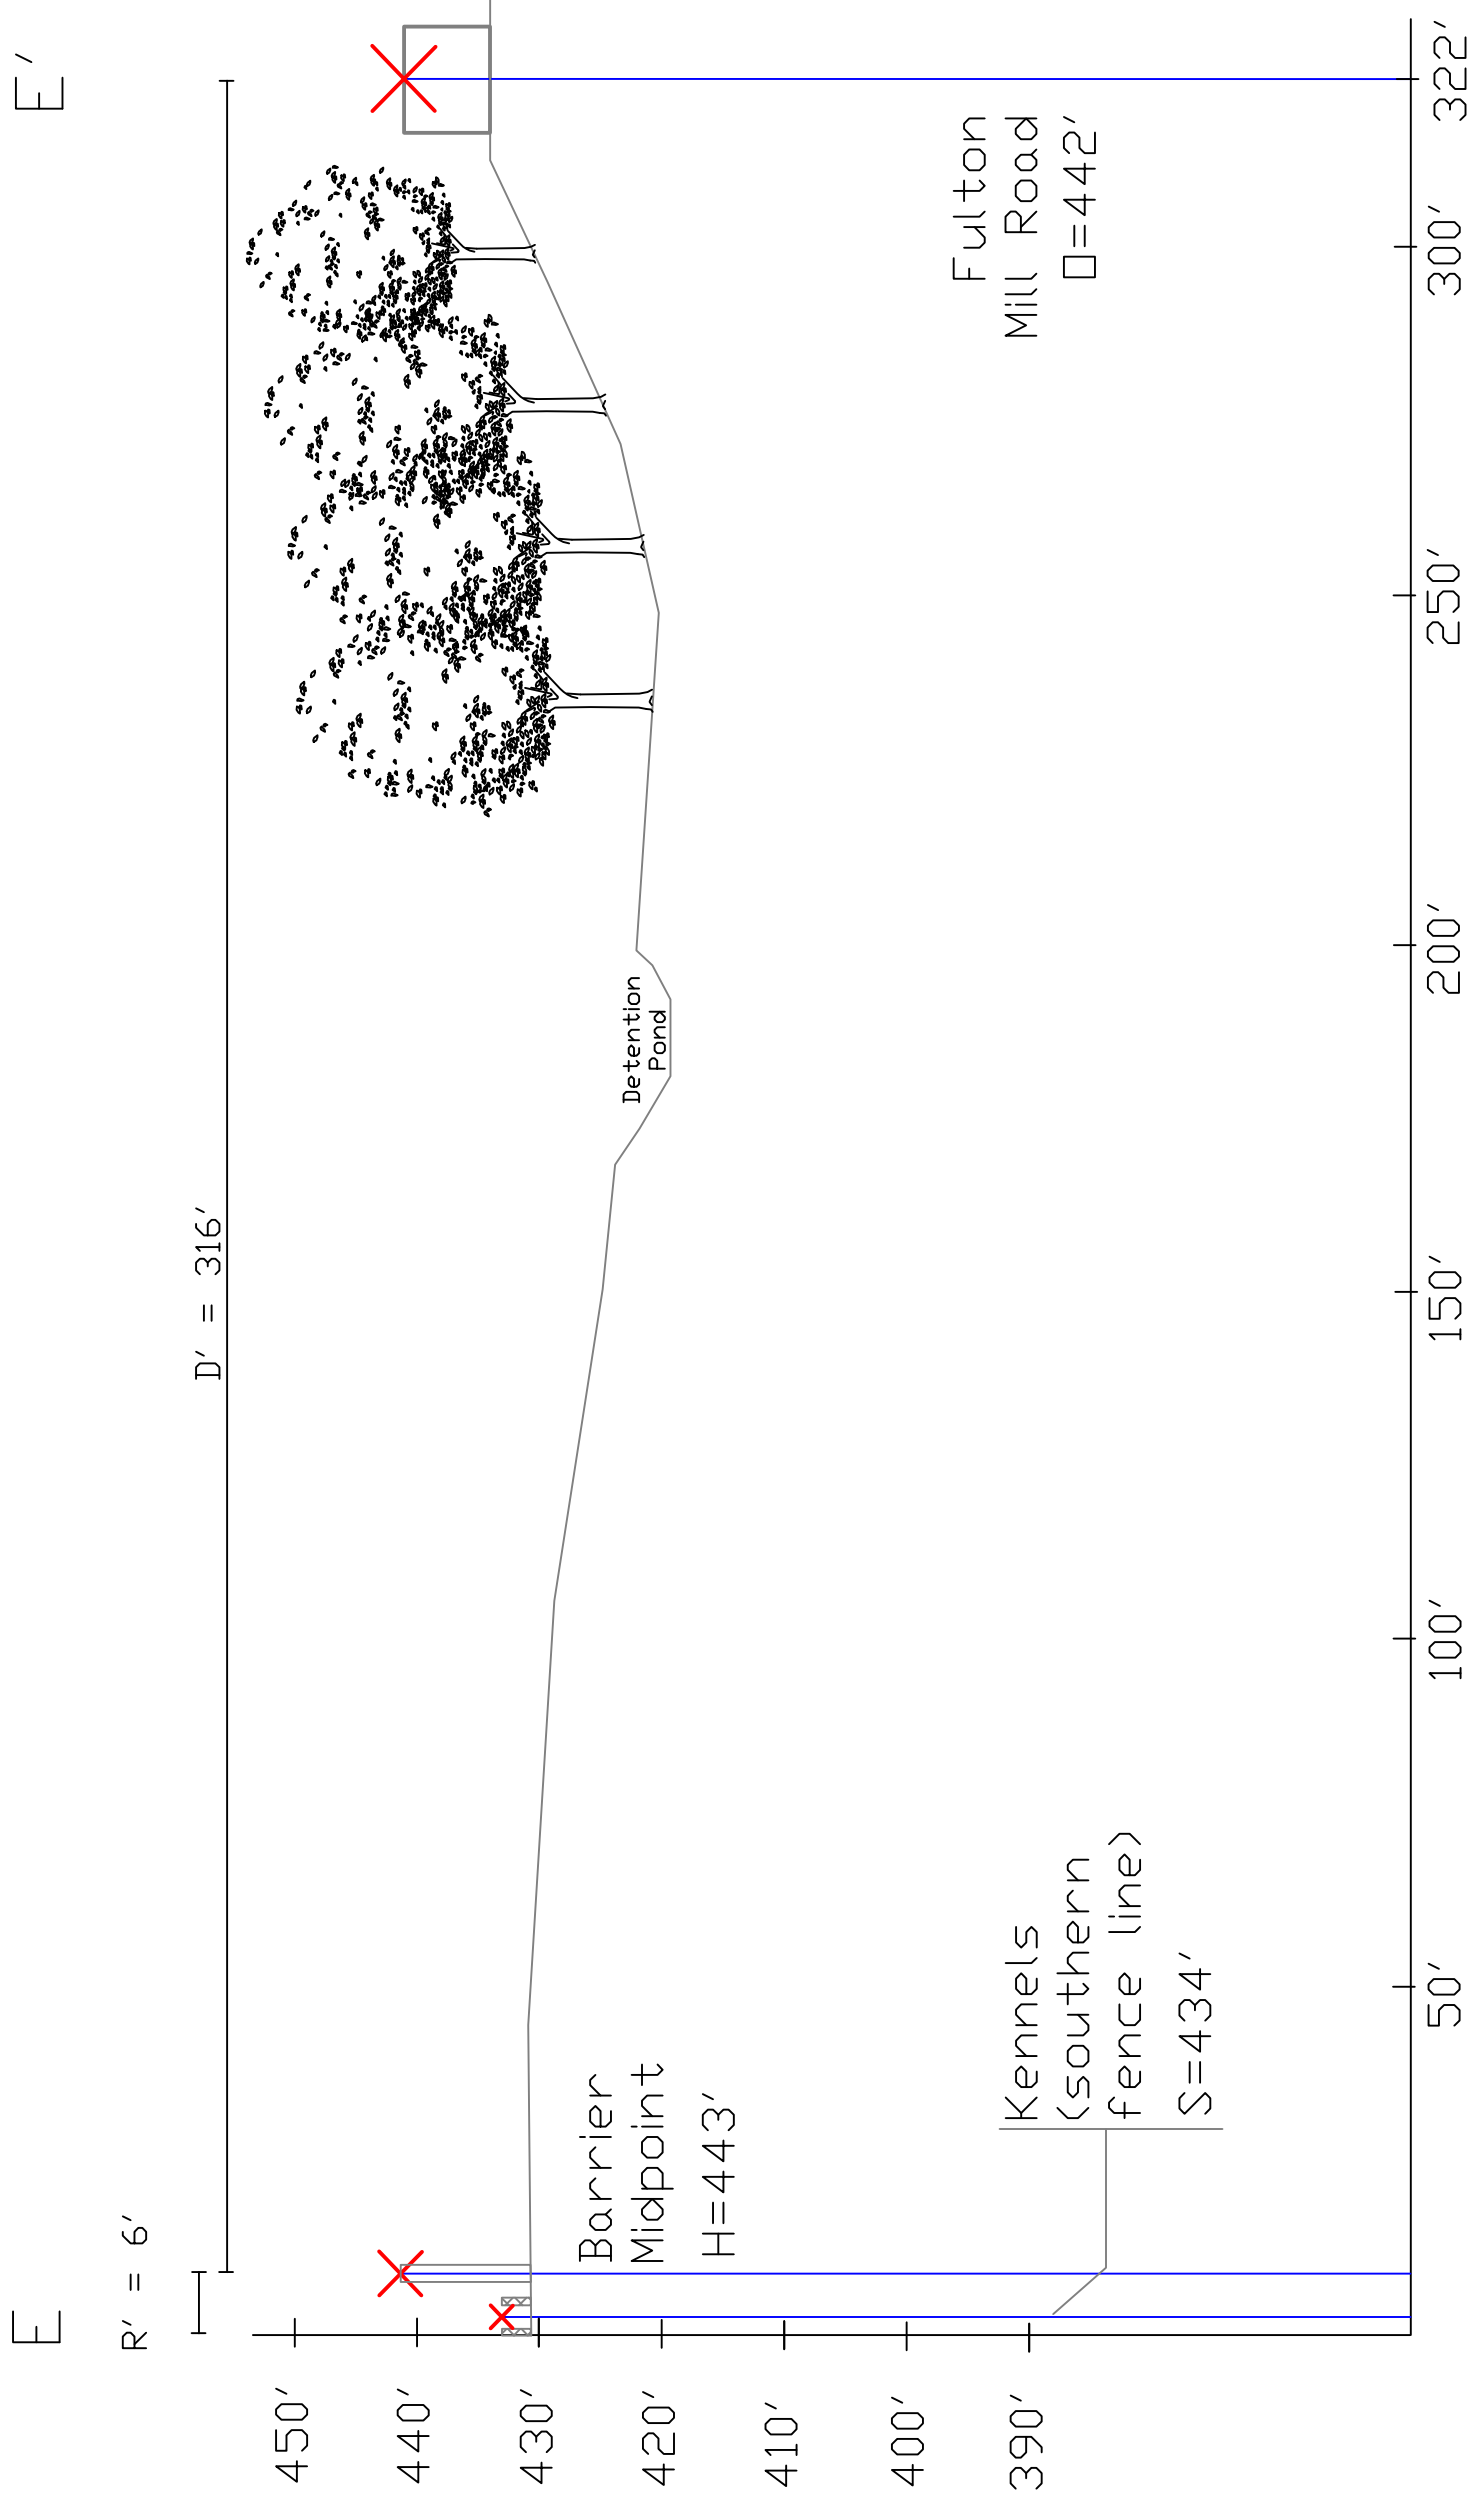 E
E'
R' = 6'
D' = 316'
450'
440'
430'
420'
410'
400'
390'
Barrier
Midpoint
H=443'
Kennels
(southern
fence line)
S=434'
Detention
Pond
Fulton
Mill Road
O=442'
50'
100'
150'
200'
250'
300'
322'